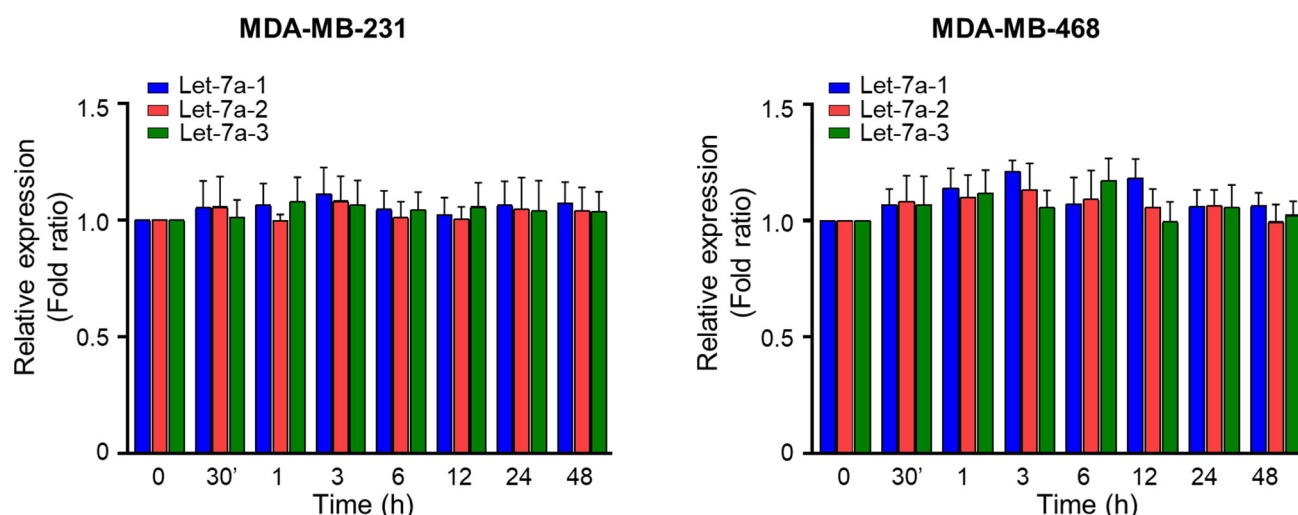 MDA-MB-231
Let-7a-1
Let-7a-2
Let-7a-3
Relative expression
(Fold ratio)
1.5
1.0
0.5
0
0 30’ 1 3 6 12 24 48
Time (h)
MDA-MB-468
Let-7a-1
Let-7a-2
Let-7a-3
Relative expression
(Fold ratio)
1.5
1.0
0.5
0
0 30’ 1 3 6 12 24 48
Time (h)